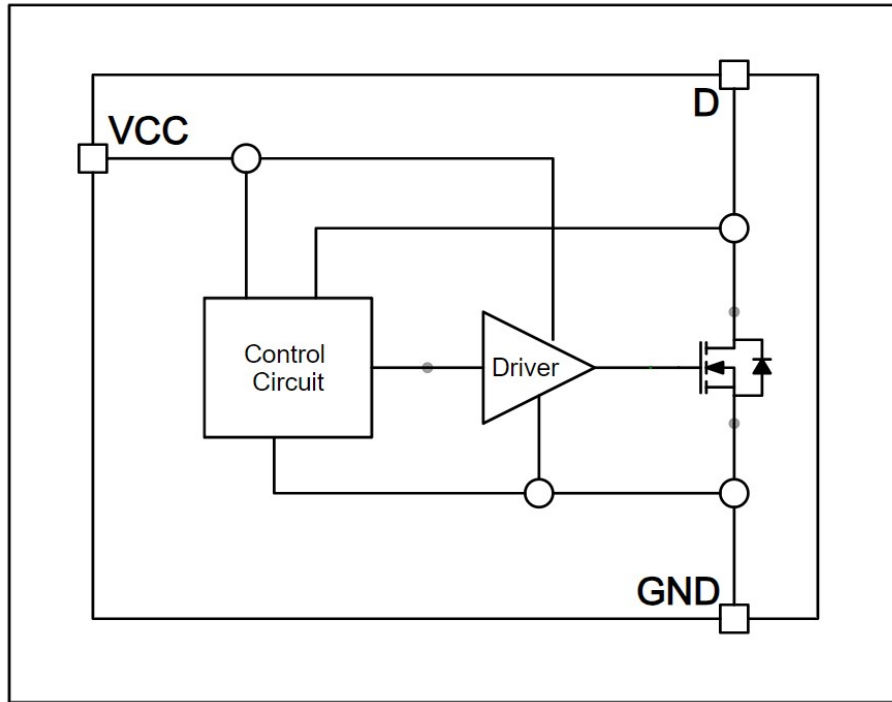 D
VCC
Control
Circuit
Driver
GND